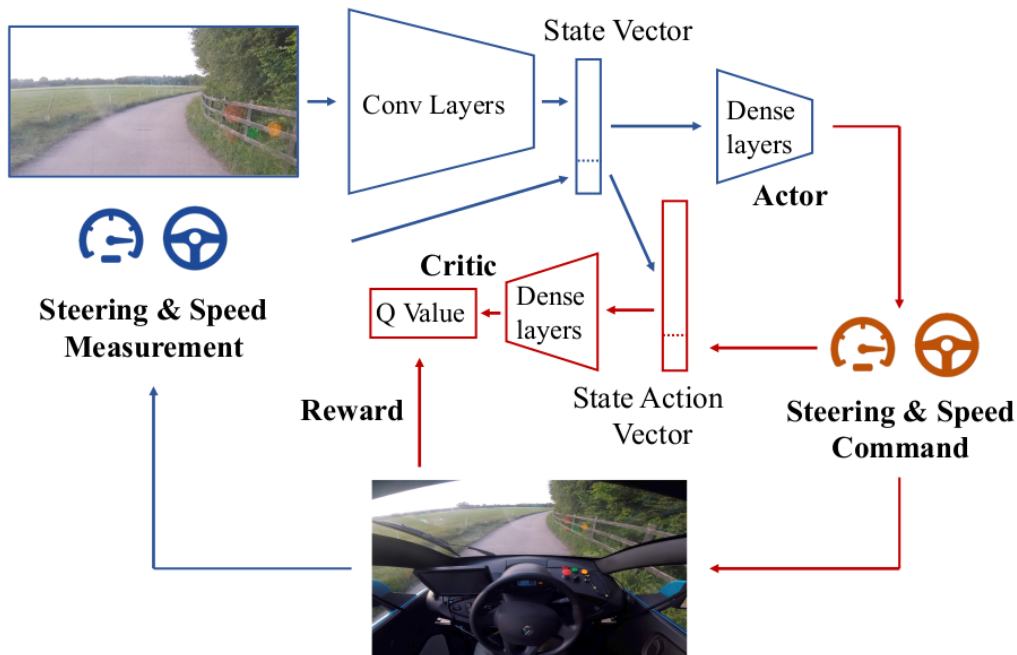 State Vector
Conv Layers
Dense
layers
Actor
Critic
Q Value
Dense
layers
Steering & Speed
Measurement
Reward
State Action
Vector
Steering & Speed
Command